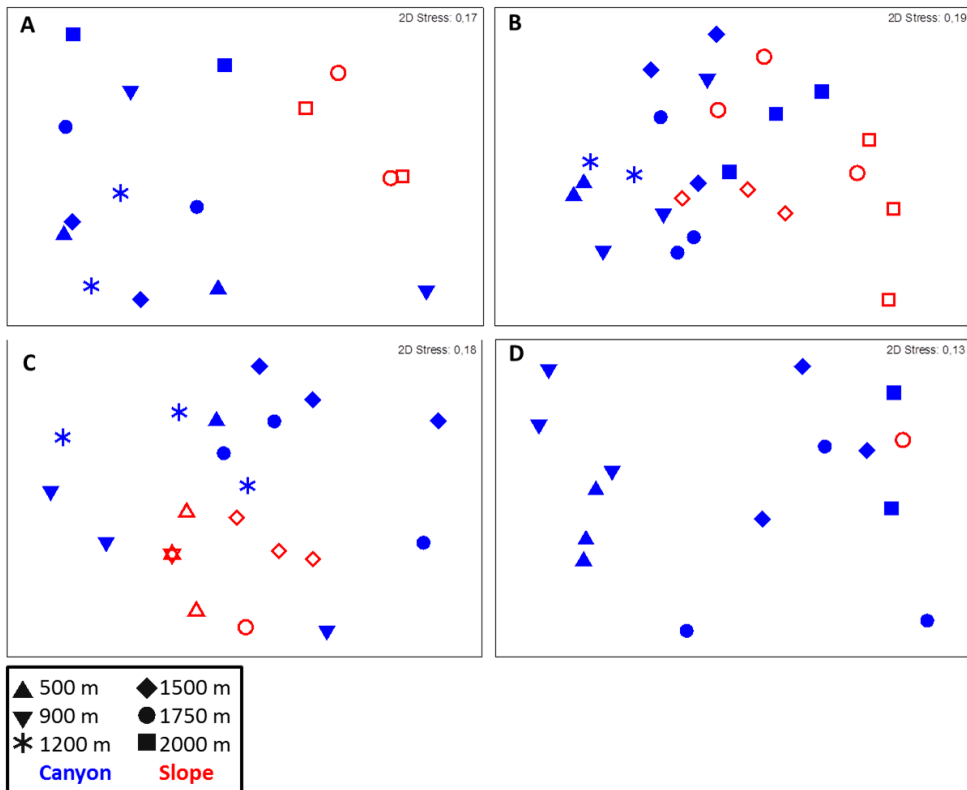 A
2D Stress: 0,17
B
2D Stress: 0,19
C
2D Stress: 0,18
D
2D Stress: 0,13
500 m
1500 m
900 m
1750 m
1200 m
2000 m
Canyon
Slope